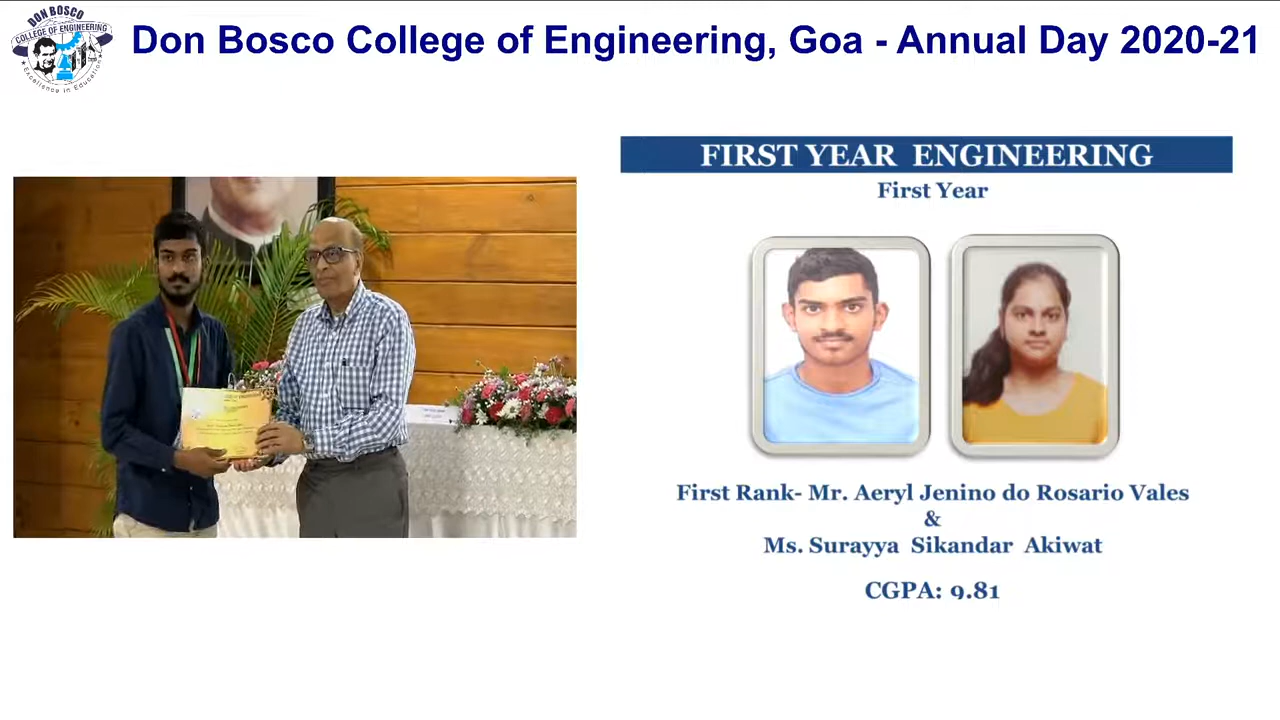 DON BOSCO
COLLEGE OF ENGINEERING
Excellence in Education
Don Bosco College of Engineering, Goa - Annual Day 2020-21
FIRST YEAR  ENGINEERING
First Year
First Rank- Mr. Aeryl Jenino do Rosario Vales
&
Ms. Surayya  Sikandar  Akiwat
CGPA: 9.81